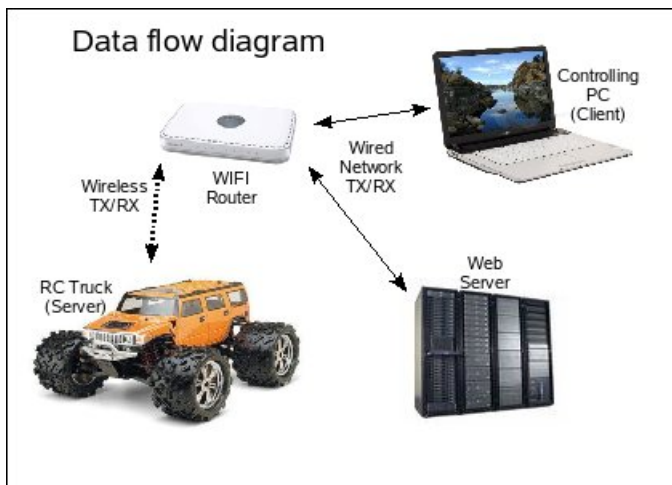 Data flow diagram
Controlling
PC
(Client)
Wired
Network
TX/RX
WIFI
Router
Wireless
TX/RX
RC Truck
(Server)
Web
Server